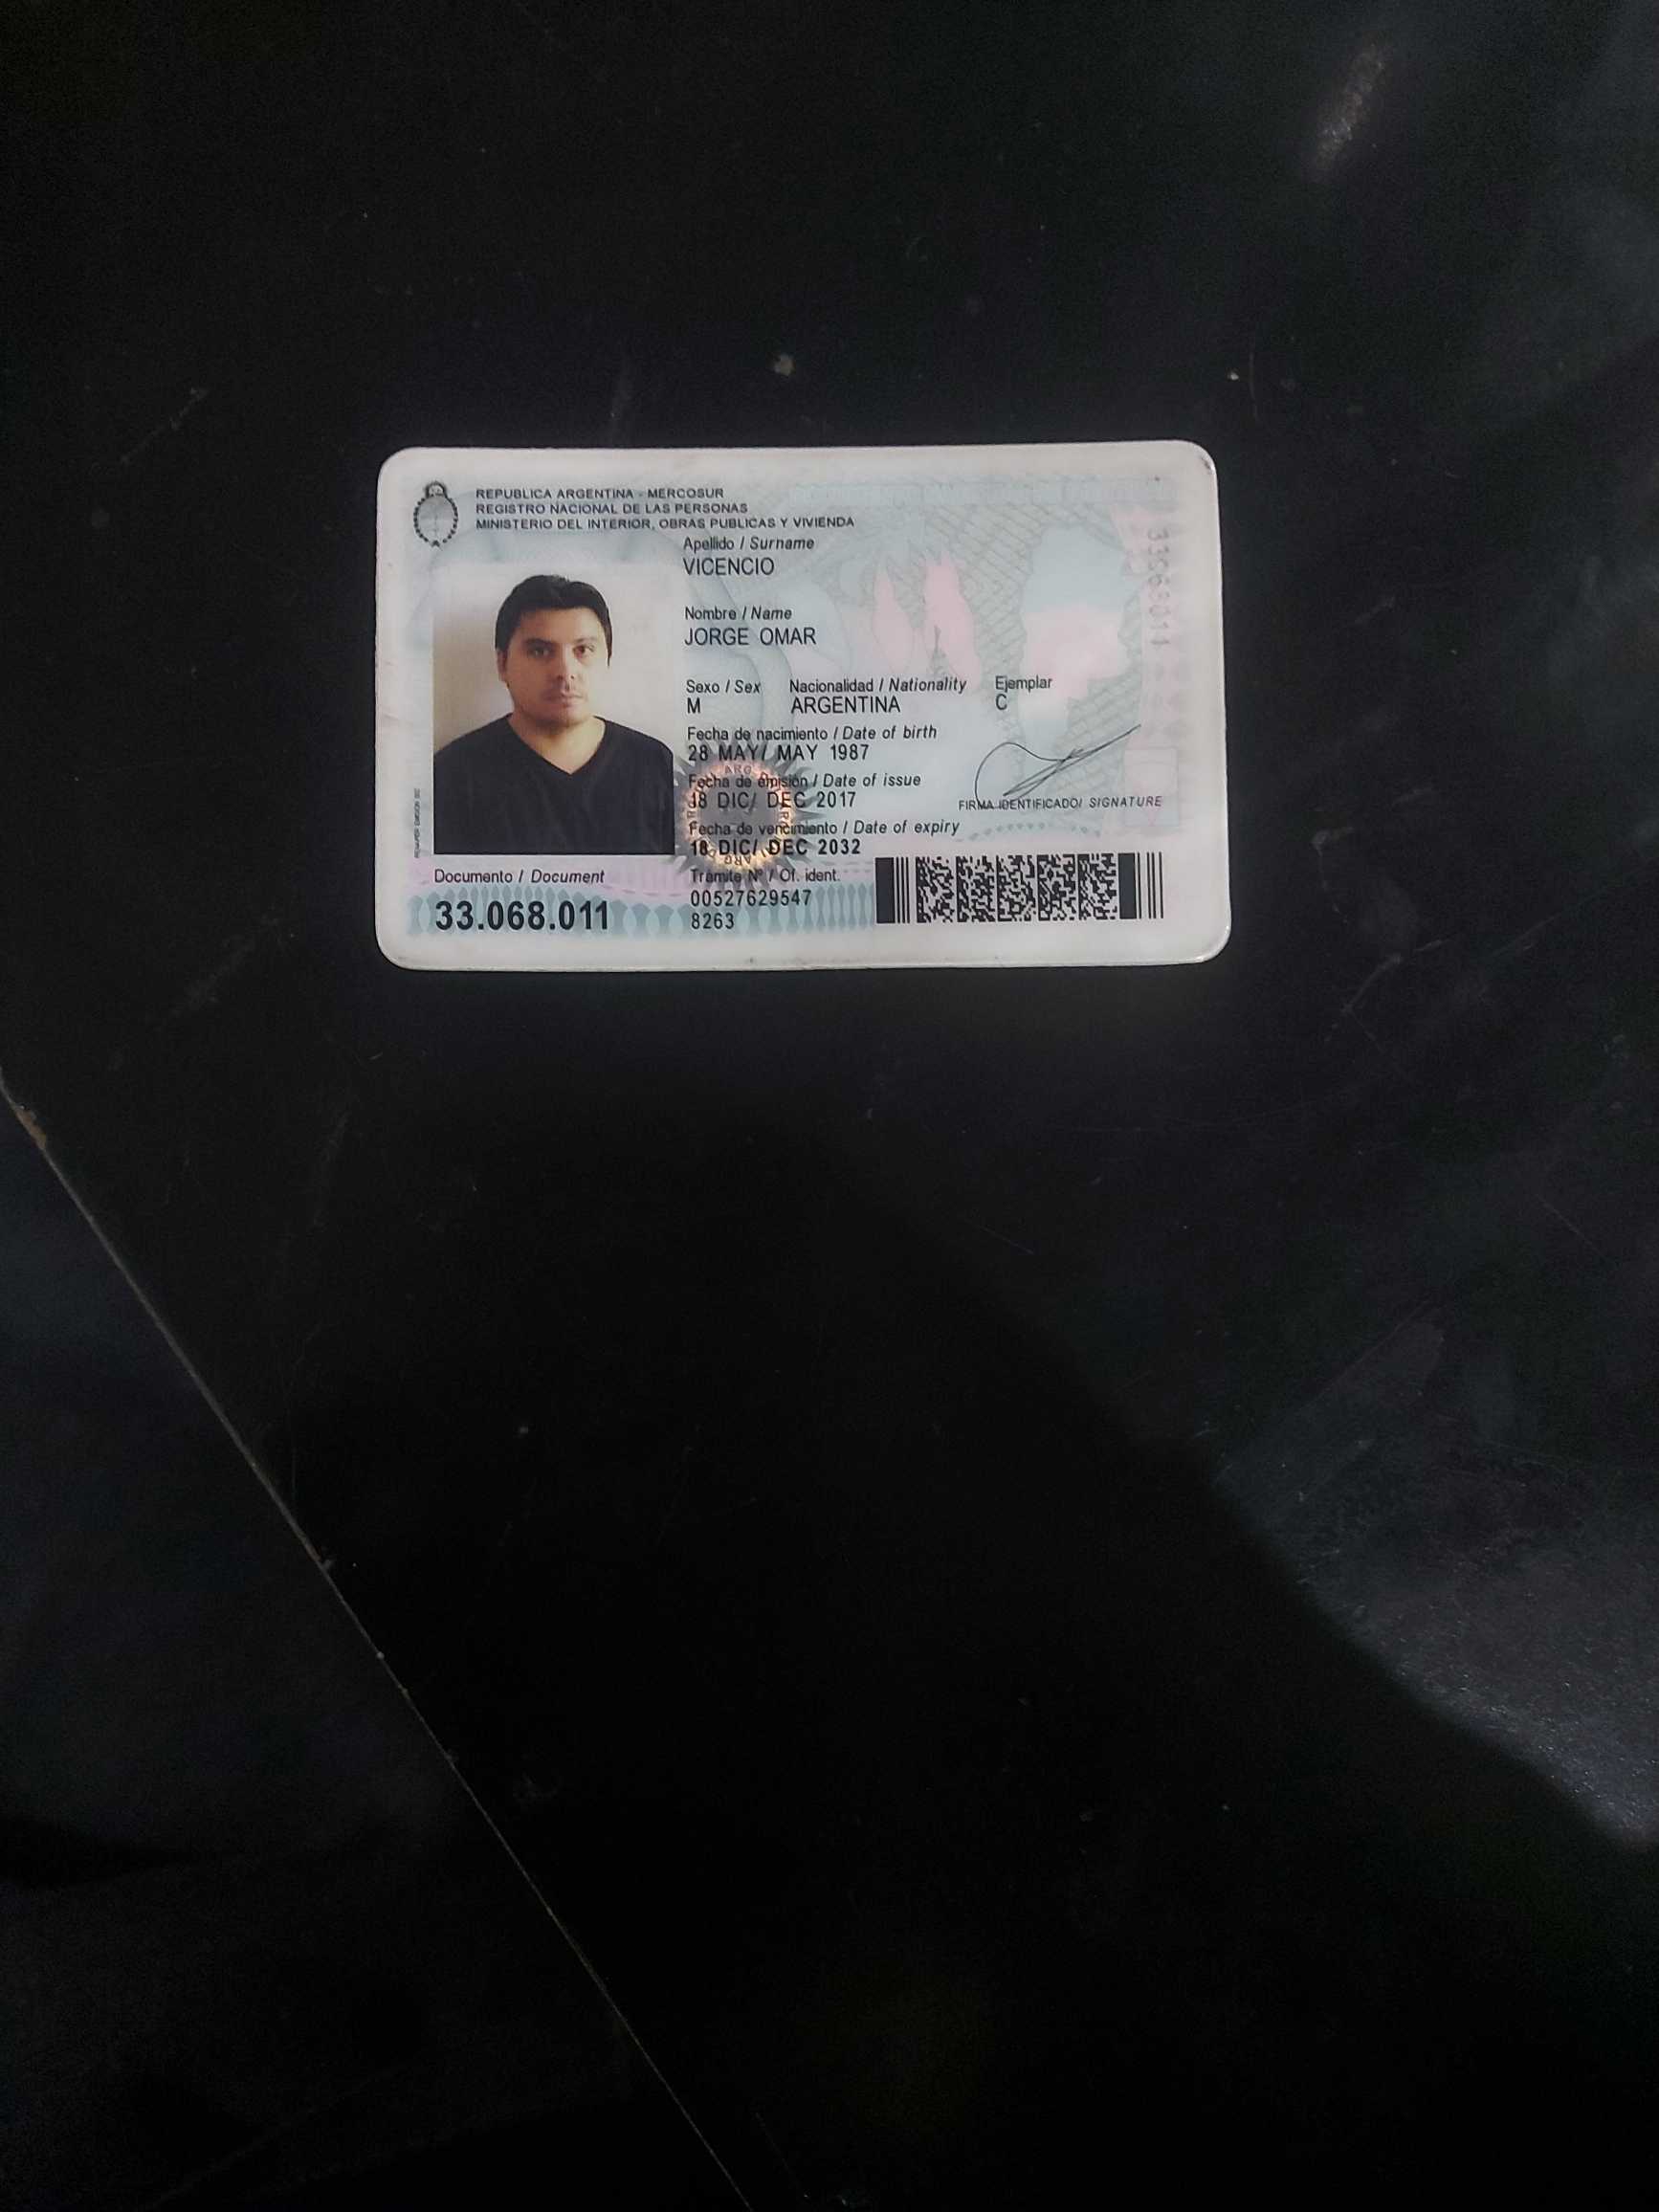 REPUBLICA ARGENTINA - MERCOSUR
REGISTRO NACIONAL DE LAS PERSONAS
MINISTERIO DEL INTERIOR, OBRAS PUBLICAS Y VIVIENDA
Apellido / Surname
VICENCIO
Nombre / Name
JORGE OMAR
Sexo / Sex Nacionalidad / Nationality Ejemplar
M ARGENTINA C
Fecha de nacimiento / Date of birth
28 MAY/ MAY 1987
Fecha de emisión / Date of issue
18 DIC/ DEC 2017
FIRMA IDENTIFICADO/ SIGNATURE
Fecha de vencimiento / Date of expiry
18 DIC/ DEC 2032
Documento / Document
33.068.011
Trámite Nº / Of. ident.
00527629547
8263
33068011
ARG
ARG